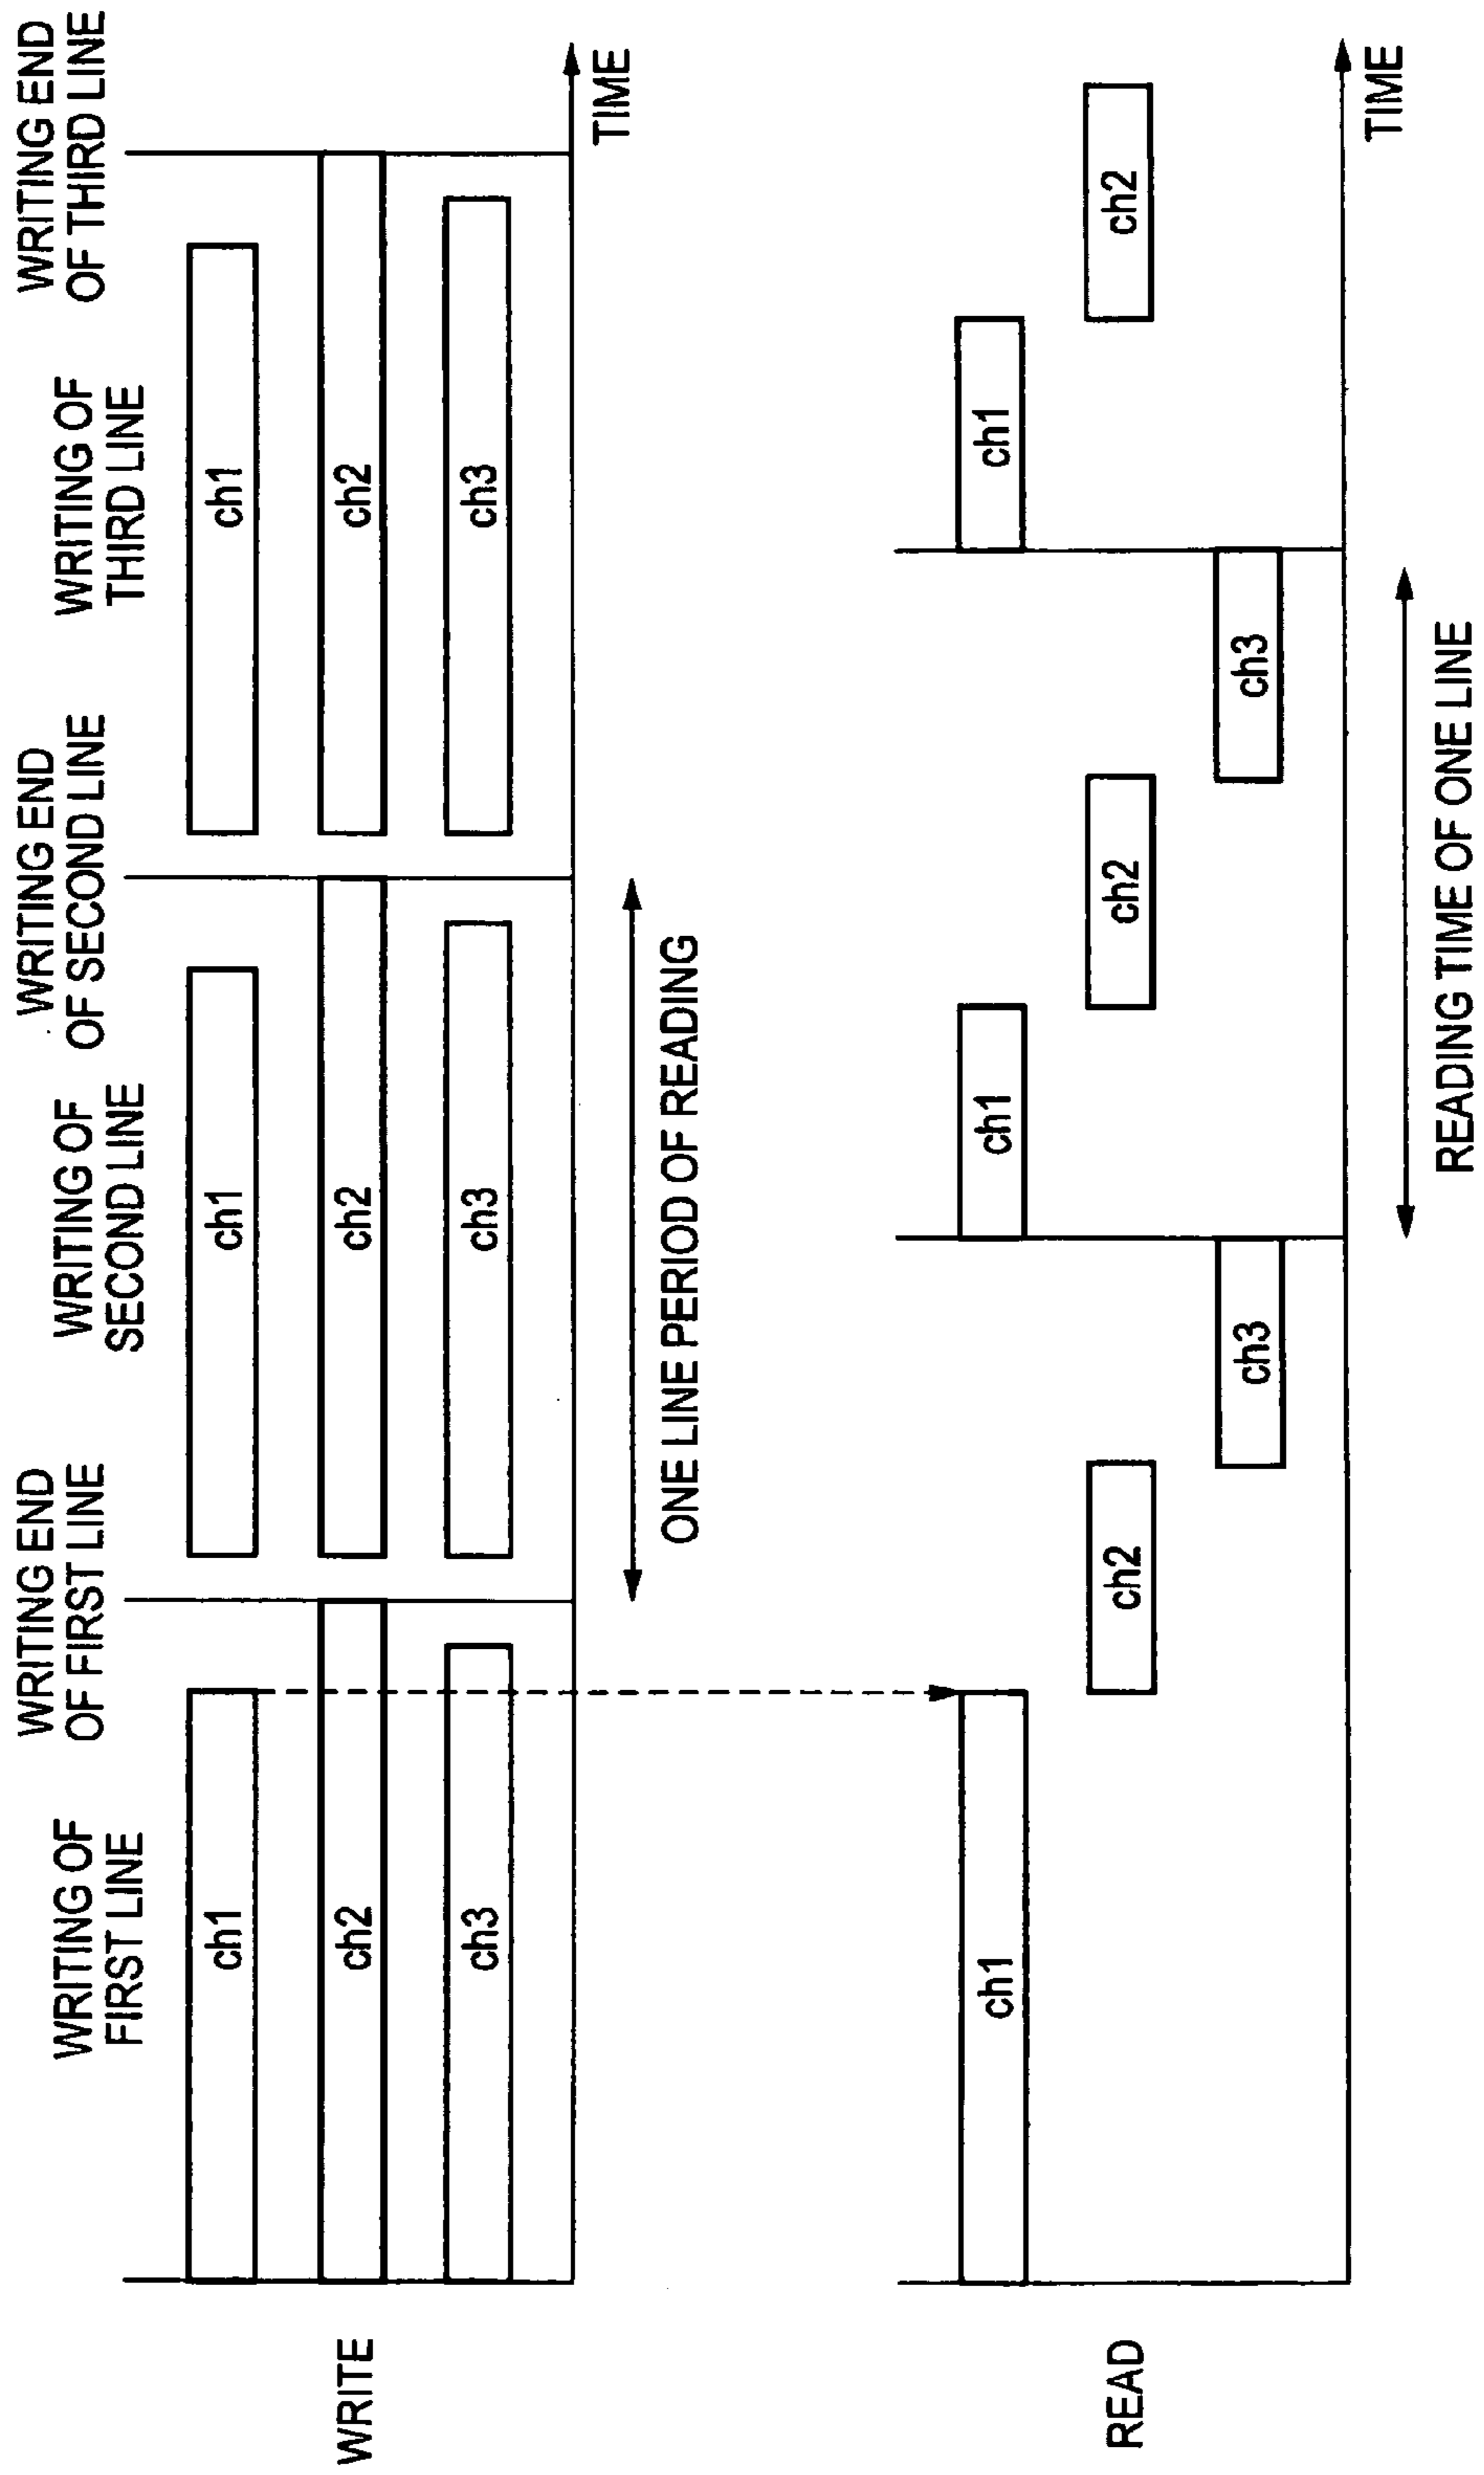 WRITING OF
FIRST LINE
WRITING END
OF FIRST LINE
WRITING OF
SECOND LINE
WRITING END
OF SECOND LINE
WRITING OF
THIRD LINE
WRITING END
OF THIRD LINE
WRITE
ch1
ch1
ch1
ch2
ch2
ch2
ch3
ch3
ch3
TIME
ONE LINE PERIOD OF READING
READ
ch1
ch1
ch1
ch2
ch2
ch2
ch3
ch3
TIME
READING TIME OF ONE LINE